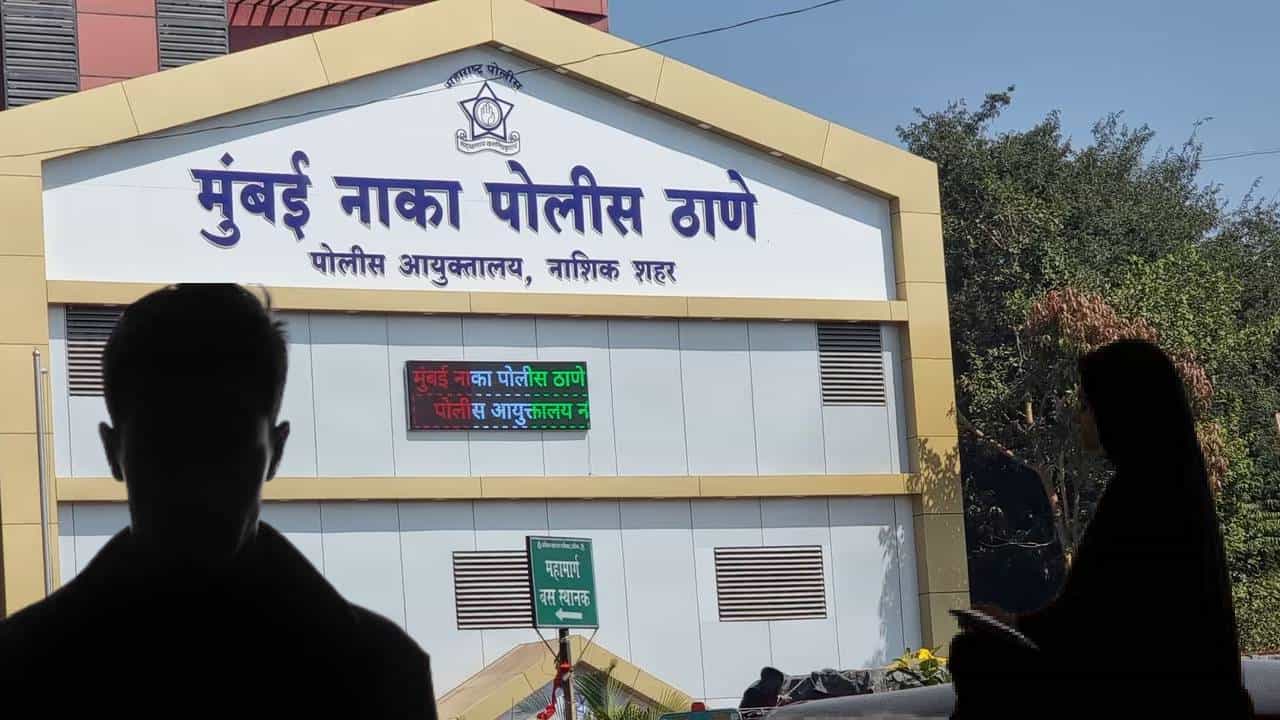 महाराष्ट्र पोलीस
मुंबई नाका पोलीस ठाणे
पोलीस आयुक्तालय, नाशिक शहर
मुंबई नाका पोलीस ठाणे
पोलीस आयुक्तालय न
महामार्ग
बस स्थानक